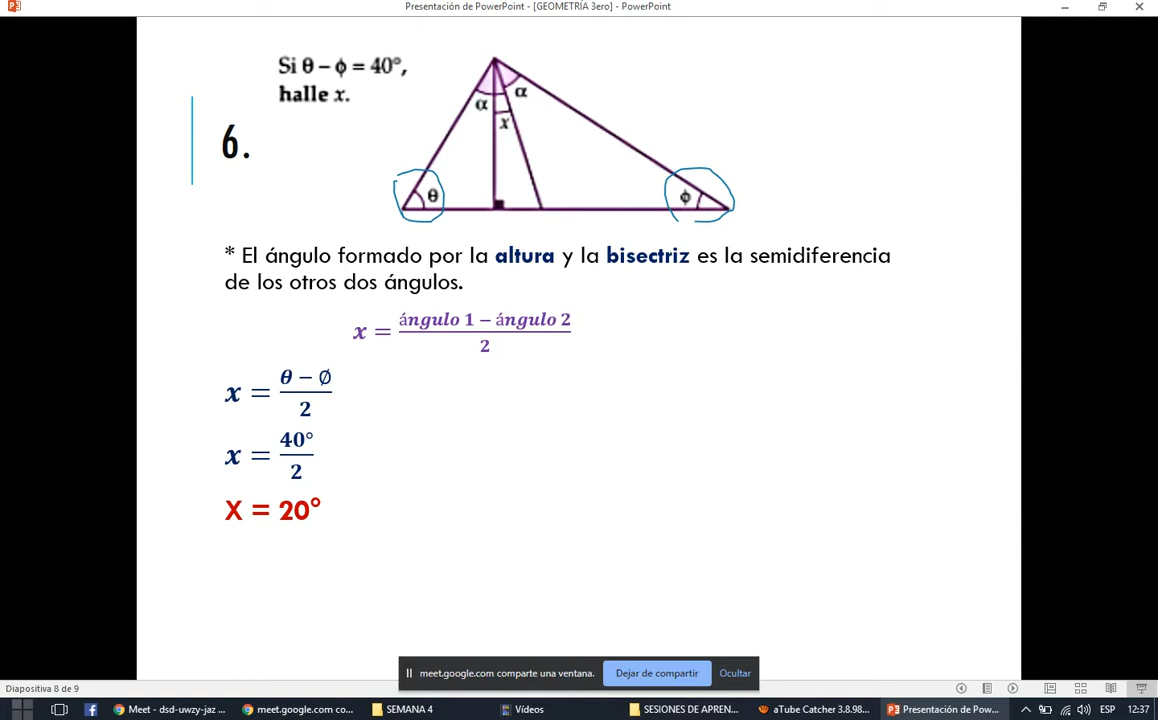 Presentación de PowerPoint - [GEOMETRÍA 3ero] - PowerPoint
Si θ – ϕ = 40°,
halle x.
6.
α
α
x
θ
ϕ
* El ángulo formado por la altura y la bisectriz es la semidiferencia
de los otros dos ángulos.
x = ángulo 1 − ángulo 2 / 2
x = θ − ∅ / 2
x = 40° / 2
X = 20°
meet.google.com comparte una ventana.
Dejar de compartir
Ocultar
Diapositiva 8 de 9
Meet - dsd-uwzy-jaz ...
meet.google.com co...
SEMANA 4
Vídeos
SESIONES DE APREN...
aTube Catcher 3.8.98...
Presentación de Pow...
ESP
12:37